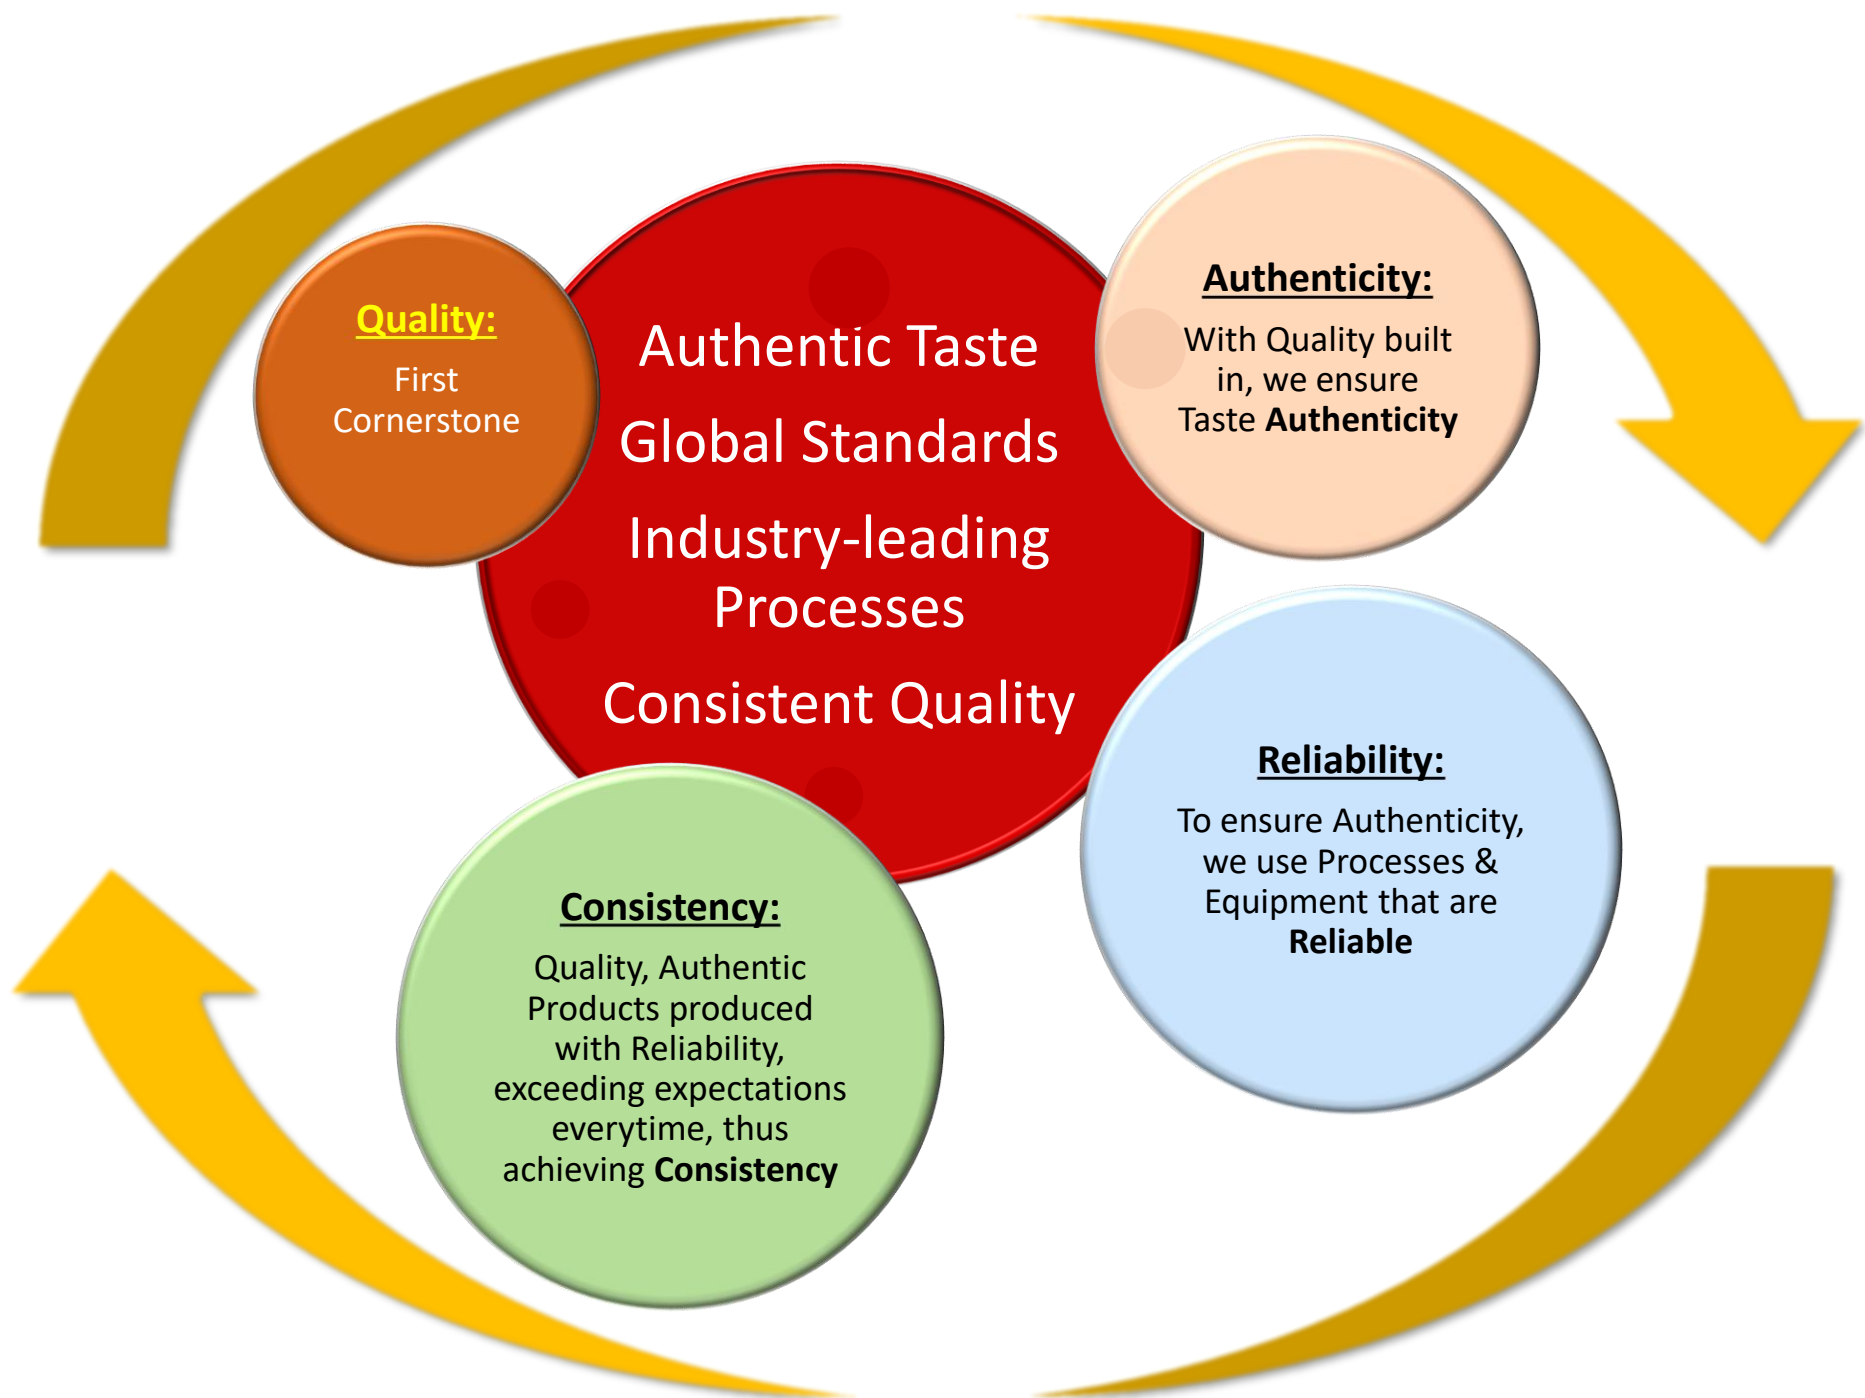 Quality:
First
Cornerstone
Authentic Taste
Global Standards
Industry-leading
Processes
Consistent Quality
Authenticity:
With Quality built
in, we ensure
Taste Authenticity
Reliability:
To ensure Authenticity,
we use Processes &
Equipment that are
Reliable
Consistency:
Quality, Authentic
Products produced
with Reliability,
exceeding expectations
everytime, thus
achieving Consistency